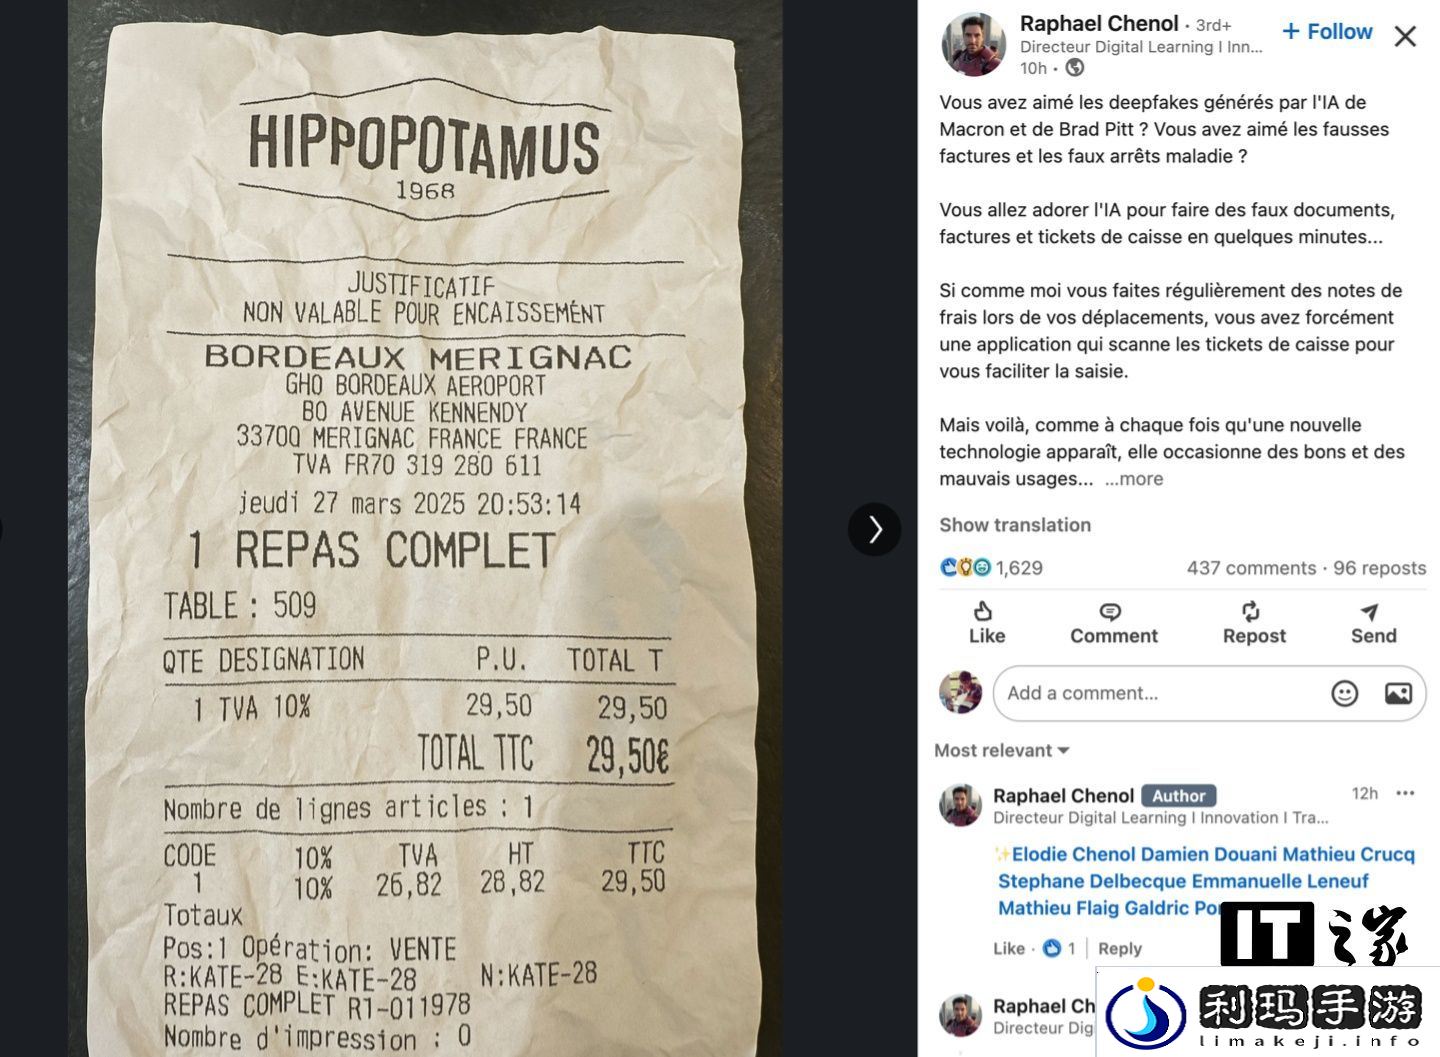 HIPPOPOTAMUS
1968
JUSTIFICATIF
NON VALABLE POUR ENCAISSEMÉNT
BORDEAUX MERIGNAC
GHO BORDEAUX AEROPORT
BO AVENUE KENNENDY
33700 MERIGNAC FRANCE FRANCE
TVA FR70 319 280 611
jeudi 27 mars 2025 20:53:14
1 REPAS COMPLET
TABLE : 509
QTE DESIGNATION P.U. TOTAL T
1 TVA 10% 29,50 29,50
TOTAL TTC 29,50€
Nombre de lignes articles : 1
CODE 10% TVA HT TTC
1 10% 26,82 28,82 29,50
Totaux
Pos:1 Opération: VENTE
R:KATE-28 E:KATE-28 N:KATE-28
REPAS COMPLET R1-011978
Nombre d'impression : 0
Raphael Chenol · 3rd+
+ Follow
Directeur Digital Learning I Inn...
10h ·
Vous avez aimé les deepfakes générés par l'IA de
Macron et de Brad Pitt ? Vous avez aimé les fausses
factures et les faux arrêts maladie ?
Vous allez adorer l'IA pour faire des faux documents,
factures et tickets de caisse en quelques minutes...
Si comme moi vous faites régulièrement des notes de
frais lors de vos déplacements, vous avez forcément
une application qui scanne les tickets de caisse pour
vous faciliter la saisie.
Mais voilà, comme à chaque fois qu'une nouvelle
technologie apparaît, elle occasionne des bons et des
mauvais usages... ...more
Show translation
1,629 437 comments · 96 reposts
Like Comment Repost Send
Add a comment...
Most relevant
Raphael Chenol Author 12h
Directeur Digital Learning I Innovation I Tra...
Elodie Chenol Damien Douani Mathieu Crucq
Stephane Delbecque Emmanuelle Leneuf
Mathieu Flaig Galdric
Like · 1 | Reply
IT之家
Raphael Ch
Directeur Dig
利玛手游
limakeji.info